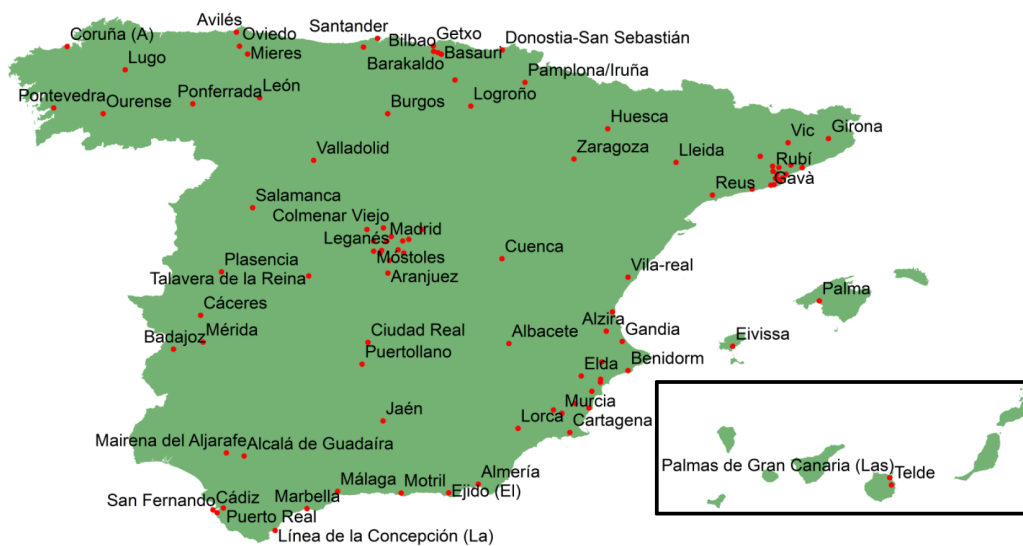 Avilés
Santander
Getxo
Coruña (A)
Oviedo
Bilbao
Donostia-San Sebastián
Lugo
Mieres
Basauri
Barakaldo
Pamplona/Iruña
Pontevedra
Ourense
Ponferrada
León
Burgos
Logroño
Huesca
Vic
Girona
Valladolid
Zaragoza
Lleida
Rubí
Reus
Gavà
Salamanca
Colmenar Viejo
Madrid
Leganés
Móstoles
Cuenca
Plasencia
Talavera de la Reina
Aranjuez
Vila-real
Palma
Cáceres
Mérida
Badajoz
Ciudad Real
Puertollano
Albacete
Alzira
Gandia
Eivissa
Elda
Benidorm
Jaén
Lorca
Murcia
Cartagena
Mairena del Aljarafe
Alcalá de Guadaíra
Palmas de Gran Canaria (Las)
Telde
Málaga
Motril
Almería
Ejido (El)
San Fernando
Cádiz
Marbella
Puerto Real
Línea de la Concepción (La)